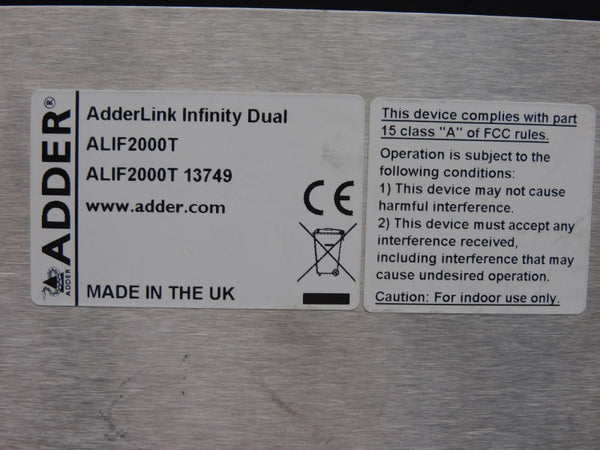 ADDER®
ADDER
AdderLink Infinity Dual
ALIF2000T
ALIF2000T 13749
www.adder.com
CE
MADE IN THE UK
This device complies with part
15 class "A" of FCC rules.
Operation is subject to the
following conditions:
1) This device may not cause
harmful interference.
2) This device must accept any
interference received,
including interference that may
cause undesired operation.
Caution: For indoor use only.